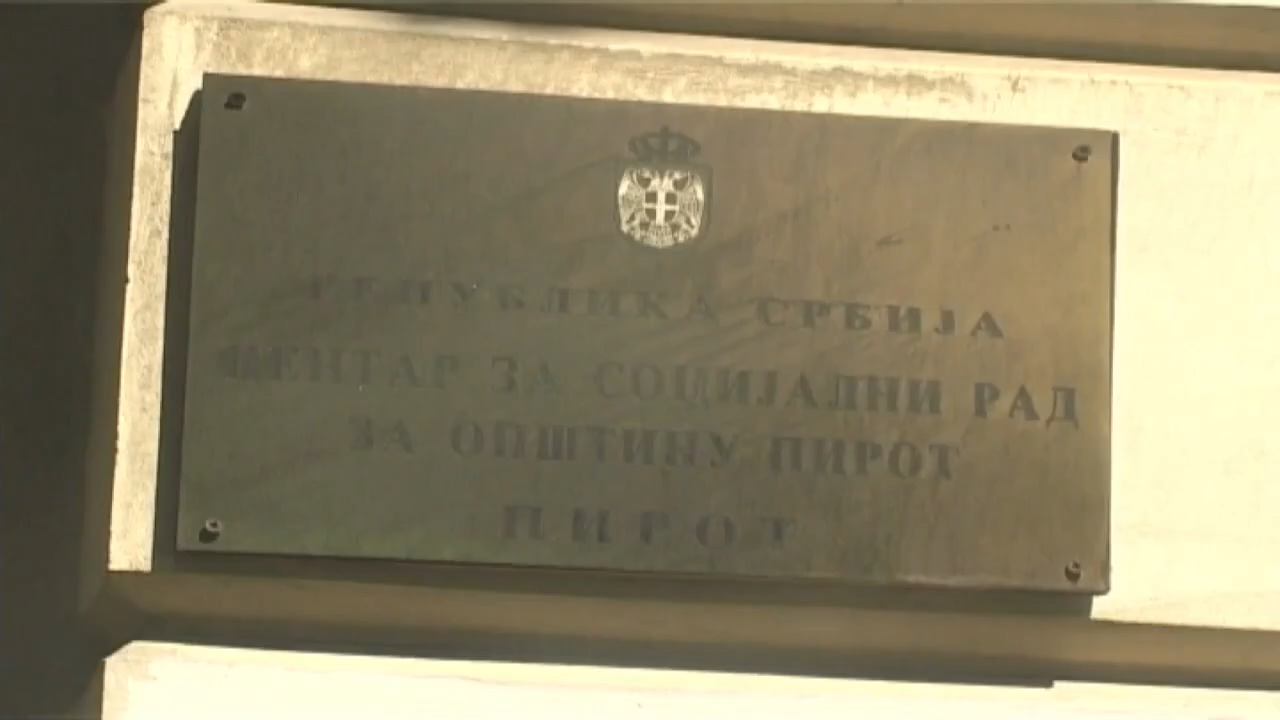 РЕПУБЛИКА СРБИЈА
ЦЕНТАР ЗА СОЦИЈАЛНИ РАД
ЗА ОПШТИНУ ПИРОТ
ПИРОТ